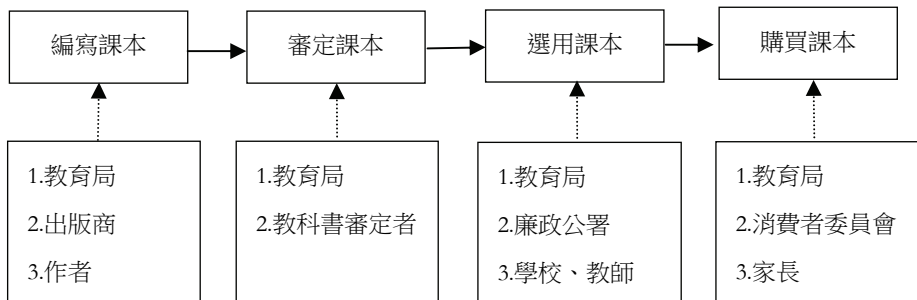 編寫課本
審定課本
選用課本
購買課本
1.教育局
2.出版商
3.作者
1.教育局
2.教科書審定者
1.教育局
2.廉政公署
3.學校、教師
1.教育局
2.消費者委員會
3.家長